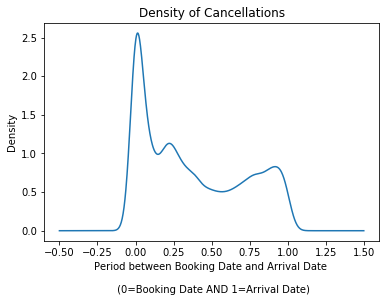 Density of Cancellations
2.5
2.0
1.5
1.0
0.5
0.0
Density
−0.50 −0.25 0.00 0.25 0.50 0.75 1.00 1.25 1.50
Period between Booking Date and Arrival Date
(0=Booking Date AND 1=Arrival Date)